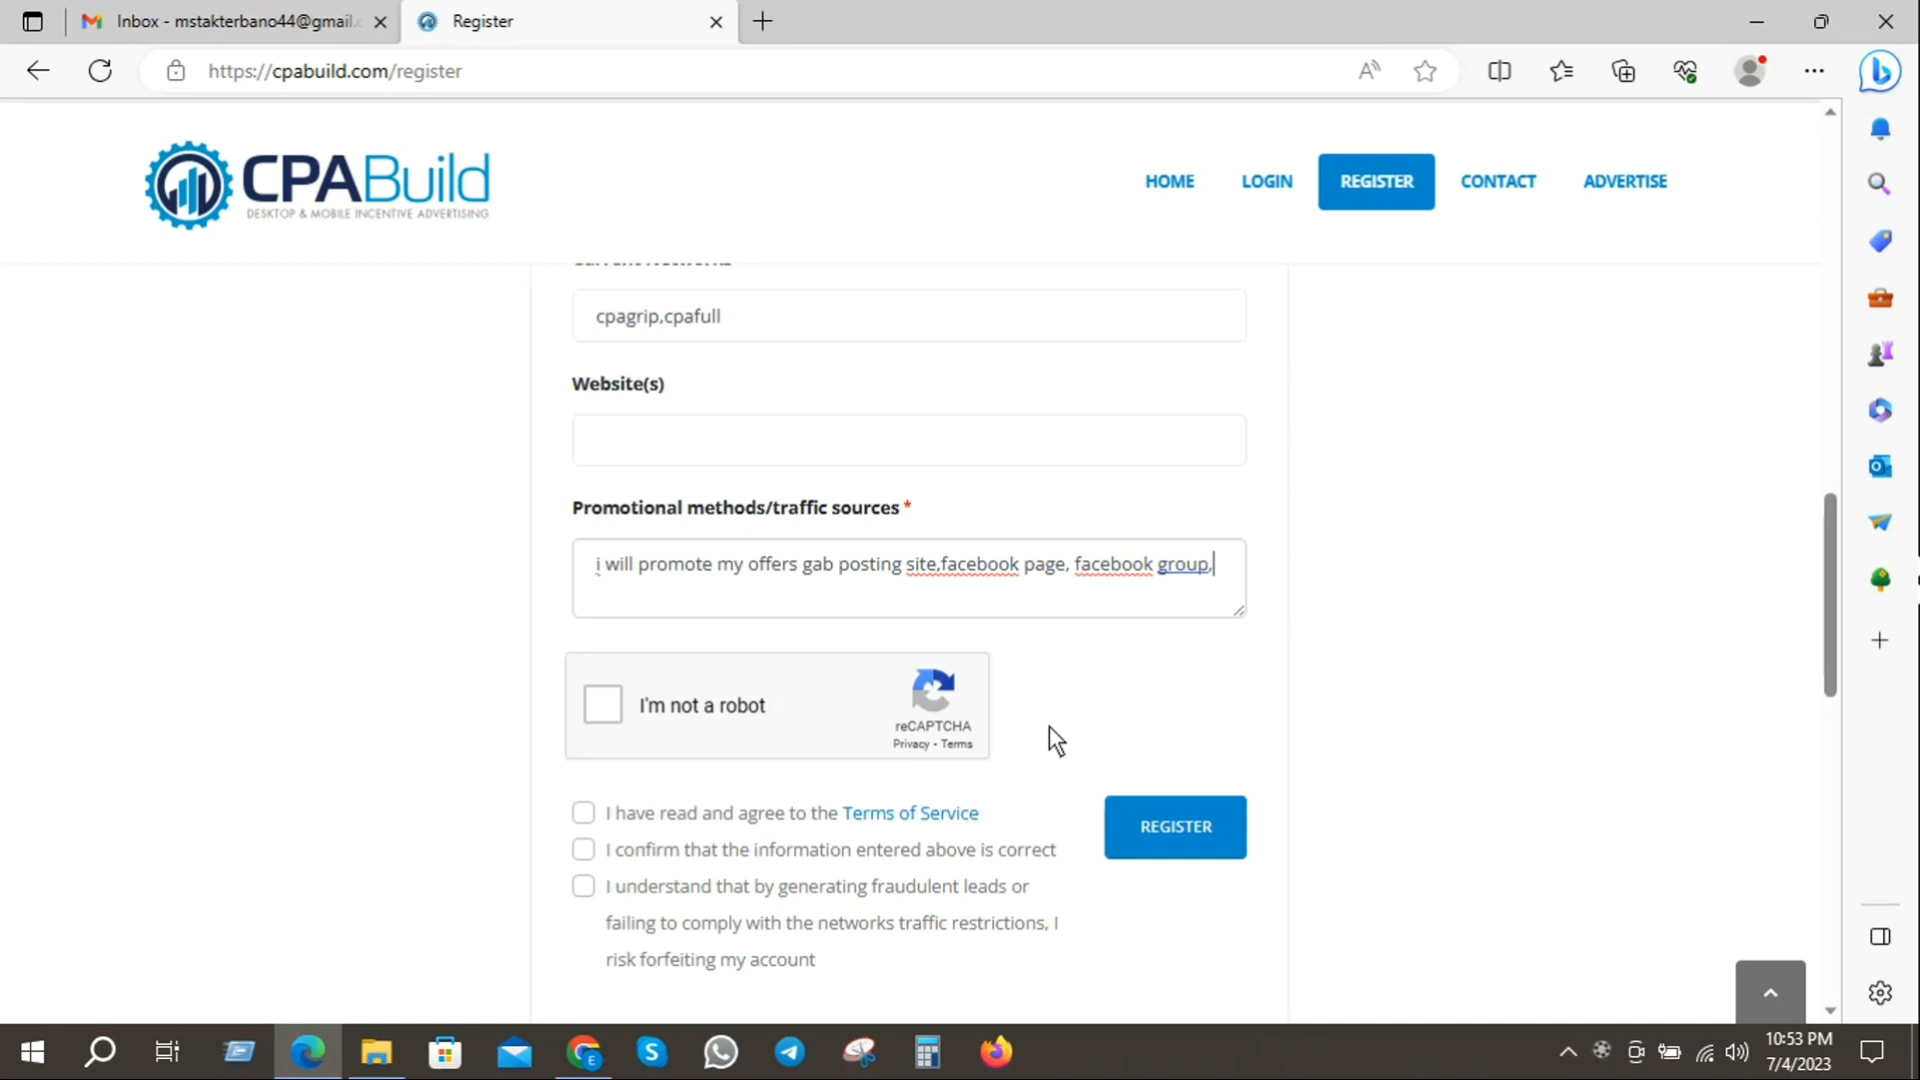 Inbox - mstakterbano44@gmail.
Register
https://cpabuild.com/register
CPABuild
DESKTOP & MOBILE INCENTIVE ADVERTISING
HOME
LOGIN
REGISTER
CONTACT
ADVERTISE
cpagrip,cpafull
Website(s)
Promotional methods/traffic sources *
i will promote my offers gab posting site,facebook page, facebook group,
I'm not a robot
reCAPTCHA
Privacy - Terms
I have read and agree to the Terms of Service
I confirm that the information entered above is correct
I understand that by generating fraudulent leads or
failing to comply with the networks traffic restrictions, I
risk forfeiting my account
REGISTER
10:53 PM
7/4/2023